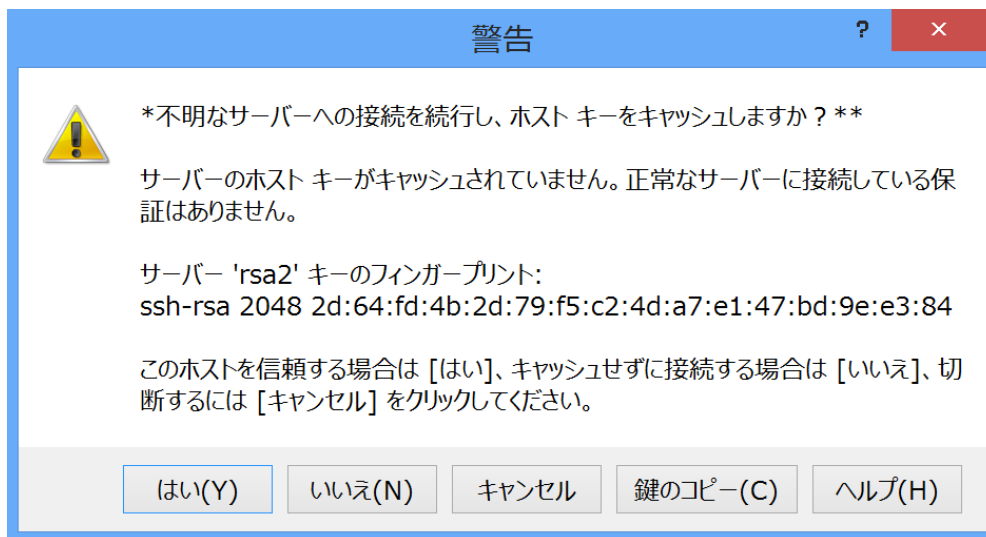 警告
?
*不明なサーバーへの接続を続行し、ホスト キーをキャッシュしますか ? **
サーバーのホスト キーがキャッシュされていません。正常なサーバーに接続している保
証はありません。
サーバー 'rsa2' キーのフィンガープリント:
ssh-rsa 2048 2d:64:fd:4b:2d:79:f5:c2:4d:a7:e1:47:bd:9e:e3:84
このホストを信頼する場合は [はい]、キャッシュせずに接続する場合は [いいえ]、切
断するには [キャンセル] をクリックしてください。
はい(Y) いいえ(N) キャンセル 鍵のコピー(C) ヘルプ(H)